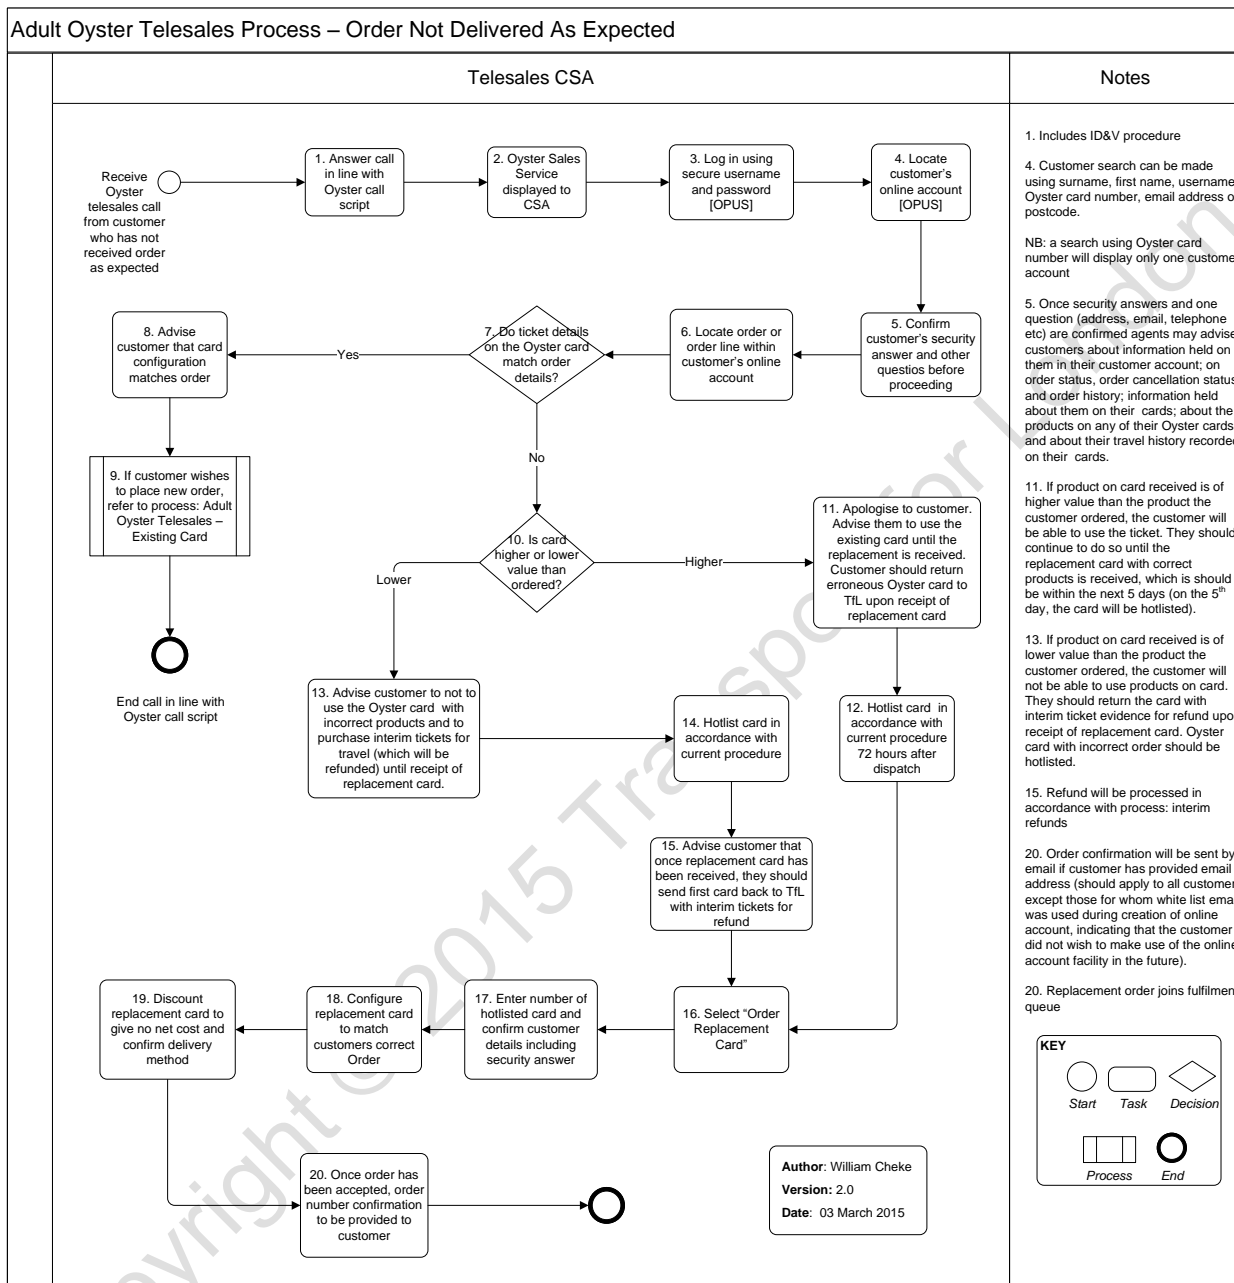 Adult Oyster Telesales Process – Order Not Delivered As Expected
Telesales CSA
Notes
Receive
Oyster
telesales call
from customer
who has not
received order
as expected
1. Answer call
in line with
Oyster call
script
2. Oyster Sales
Service
displayed to
CSA
3. Log in using
secure username
and password
[OPUS]
4. Locate
customer's
online account
[OPUS]
5. Confirm
customer's security
answer and other
questios before
proceeding
6. Locate order or
order line within
customer's online
account
7. Do ticket details
on the Oyster card
match order
details?
Yes
No
8. Advise
customer that card
configuration
matches order
9. If customer wishes
to place new order,
refer to process: Adult
Oyster Telesales –
Existing Card
End call in line with
Oyster call script
10. Is card
higher or lower
value than
ordered?
Lower
Higher
11. Apologise to customer.
Advise them to use the
existing card until the
replacement is received.
Customer should return
erroneous Oyster card to
TfL upon receipt of
replacement card
12. Hotlist card in
accordance with
current procedure
72 hours after
dispatch
13. Advise customer to not to
use the Oyster card with
incorrect products and to
purchase interim tickets for
travel (which will be
refunded) until receipt of
replacement card.
14. Hotlist card in
accordance with
current procedure
15. Advise customer that
once replacement card has
been received, they should
send first card back to TfL
with interim tickets for
refund
16. Select “Order
Replacement
Card”
17. Enter number of
hotlisted card and
confirm customer
details including
security answer
18. Configure
replacement card
to match
customers correct
Order
19. Discount
replacement card to
give no net cost and
confirm delivery
method
20. Once order has
been accepted, order
number confirmation
to be provided to
customer
Author: William Cheke
Version: 2.0
Date: 03 March 2015
1. Includes ID&V procedure
4. Customer search can be made
using surname, first name, username
Oyster card number, email address o
postcode.
NB: a search using Oyster card
number will display only one custome
account
5. Once security answers and one
question (address, email, telephone
etc) are confirmed agents may advise
customers about information held on
them in their customer account; on
order status, order cancellation status
and order history; information held
about them on their cards; about the
products on any of their Oyster cards
and about their travel history recorded
on their cards.
11. If product on card received is of
higher value than the product the
customer ordered, the customer will
be able to use the ticket. They should
continue to do so until the
replacement card with correct
products is received, which is should
be within the next 5 days (on the 5th
day, the card will be hotlisted).
13. If product on card received is of
lower value than the product the
customer ordered, the customer will
not be able to use products on card.
They should return the card with
interim ticket evidence for refund upo
receipt of replacement card. Oyster
card with incorrect order should be
hotlisted.
15. Refund will be processed in
accordance with process: interim
refunds
20. Order confirmation will be sent by
email if customer has provided email
address (should apply to all customer
except those for whom white list ema
was used during creation of online
account, indicating that the customer
did not wish to make use of the online
account facility in the future).
20. Replacement order joins fulfilmen
queue
KEY
Start
Task
Decision
Process
End
opyright © 2015 Transport for London